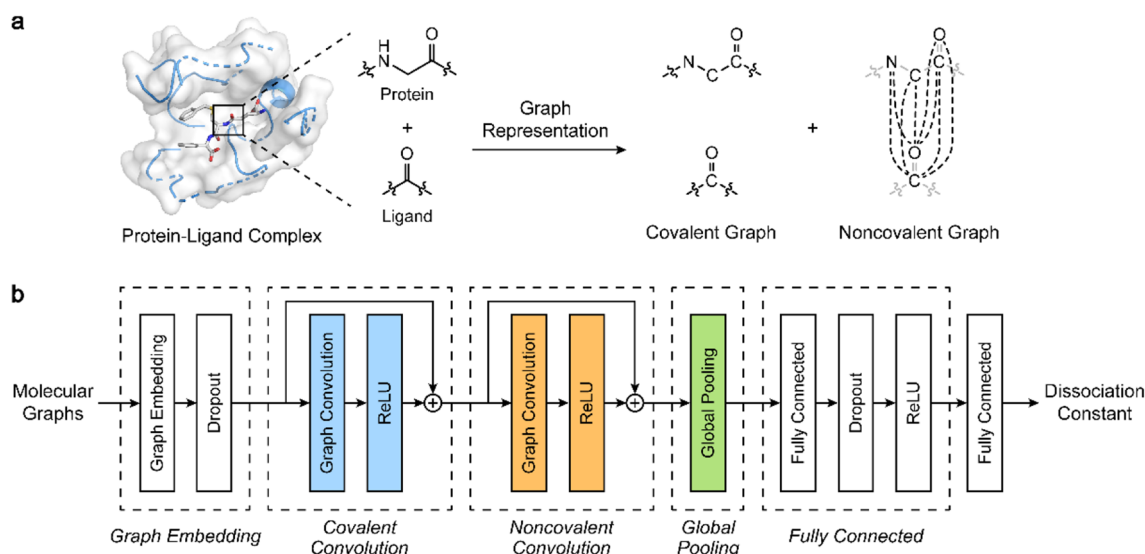 a
H
N
O
Protein
+
O
C
Ligand
Protein-Ligand Complex
Graph
Representation
N
C
C
O
O
C
Covalent Graph
+
N
C
C
O
O
C
Noncovalent Graph
b
Molecular
Graphs
Graph Embedding
Dropout
Graph Embedding
Graph Convolution
ReLU
+
Covalent
Convolution
Graph Convolution
ReLU
+
Noncovalent
Convolution
Global Pooling
Global
Pooling
Fully Connected
Dropout
ReLU
Fully Connected
Fully Connected
Dissociation
Constant